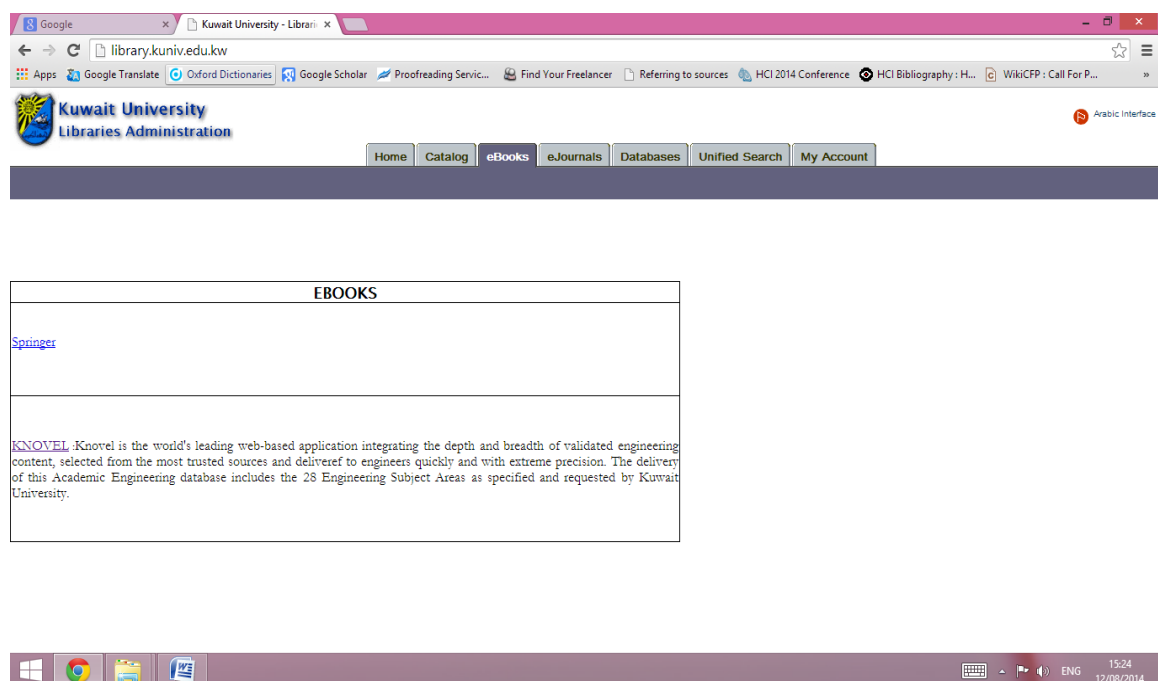 Google
Kuwait University - Librari
library.kuniv.edu.kw
Apps Google Translate Oxford Dictionaries Google Scholar Proofreading Servic... Find Your Freelancer Referring to sources HCI 2014 Conference HCI Bibliography : H... WikiCFP : Call For P... »
Kuwait University
Libraries Administration
Arabic Interface
Home Catalog eBooks eJournals Databases Unified Search My Account
EBOOKS
Springer
KNOVEL :Knovel is the world's leading web-based application integrating the depth and breadth of validated engineering
content, selected from the most trusted sources and deliveref to engineers quickly and with extreme precision. The delivery
of this Academic Engineering database includes the 28 Engineering Subject Areas as specified and requested by Kuwait
University.
ENG
15:24
12/08/2014